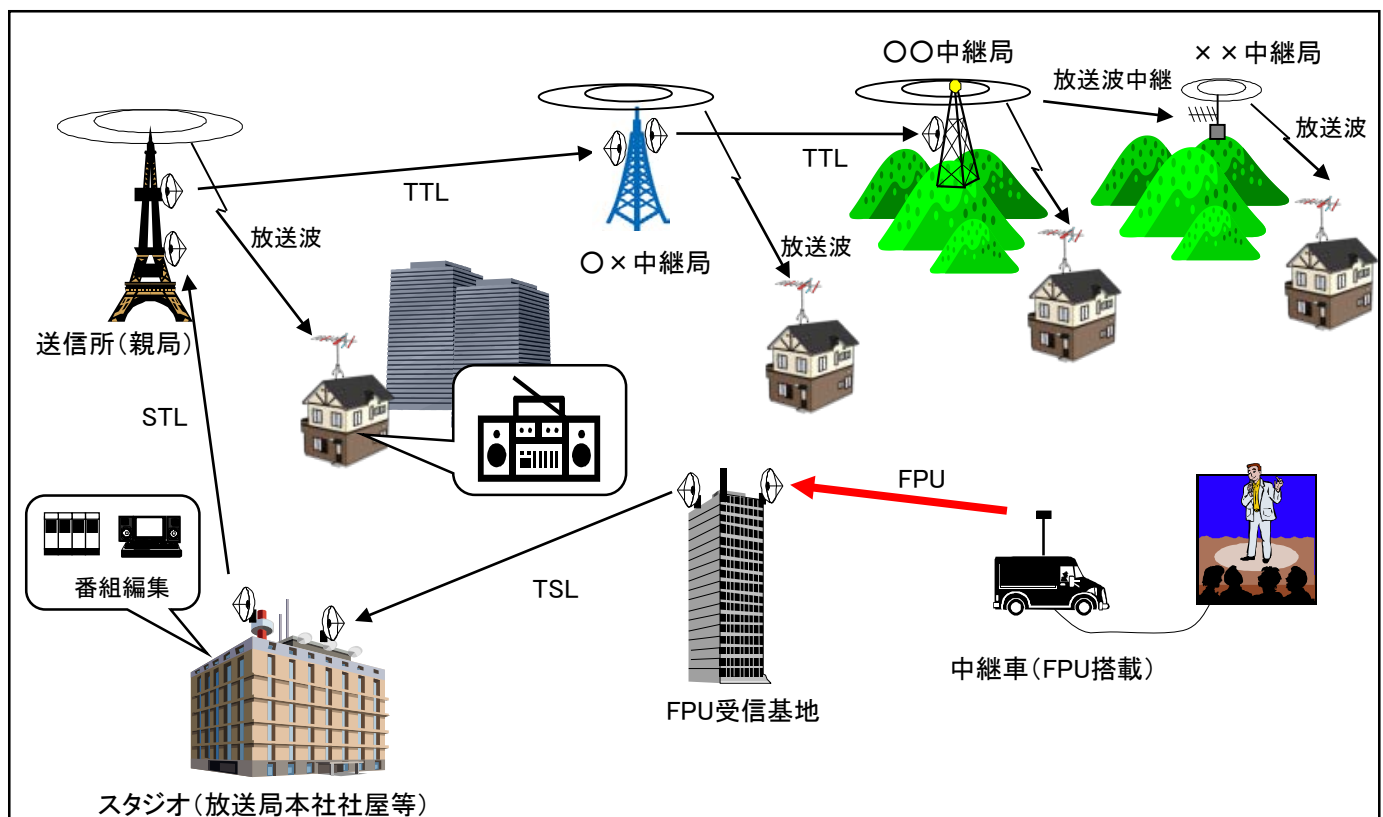 〇〇中継局
××中継局
放送波中継
放送波
TTL
TTL
放送波
〇×中継局
放送波
送信所(親局)
STL
FPU
番組編集
TSL
中継車(FPU搭載)
FPU受信基地
スタジオ(放送局本社社屋等)